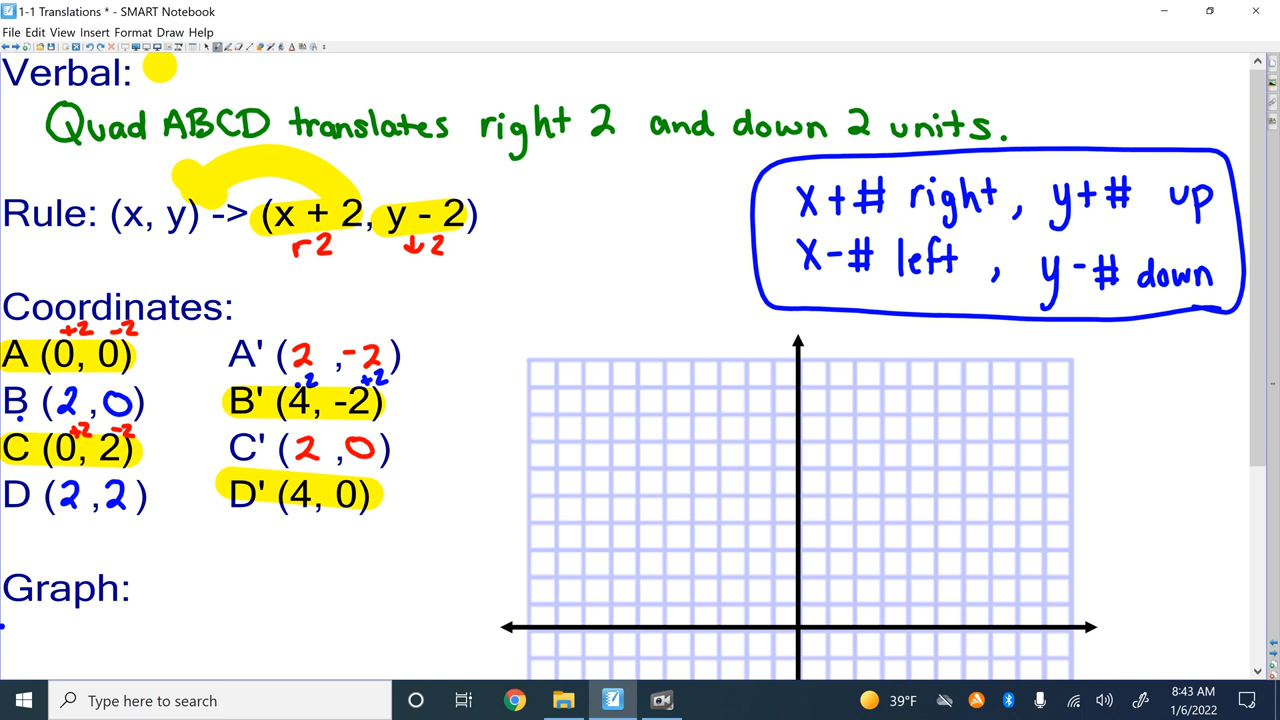 1-1 Translations * - SMART Notebook
File Edit View Insert Format Draw Help
Verbal:
Quad ABCD translates right 2 and down 2 units.
x+# right, y+# up
x-# left, y-# down
Rule: (x, y) -> (x + 2, y - 2)
r 2 ↓ 2
Coordinates:
+2 -2
A (0, 0) A' (2, -2)
-2 +2
B (2, 0) B' (4, -2)
+2 -2
C (0, 2) C' (2, 0)
D (2, 2) D' (4, 0)
Graph:
Type here to search
39°F
8:43 AM
1/6/2022